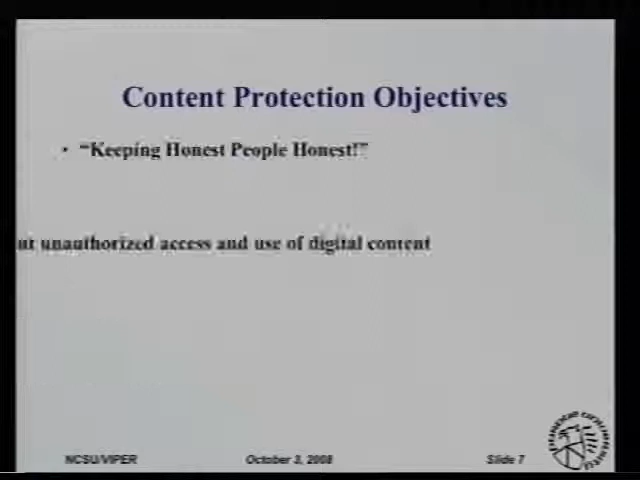 Content Protection Objectives
• “Keeping Honest People Honest!”
unauthorized access and use of digital content
NCSU/VIPER October 3, 2008 Slide 7